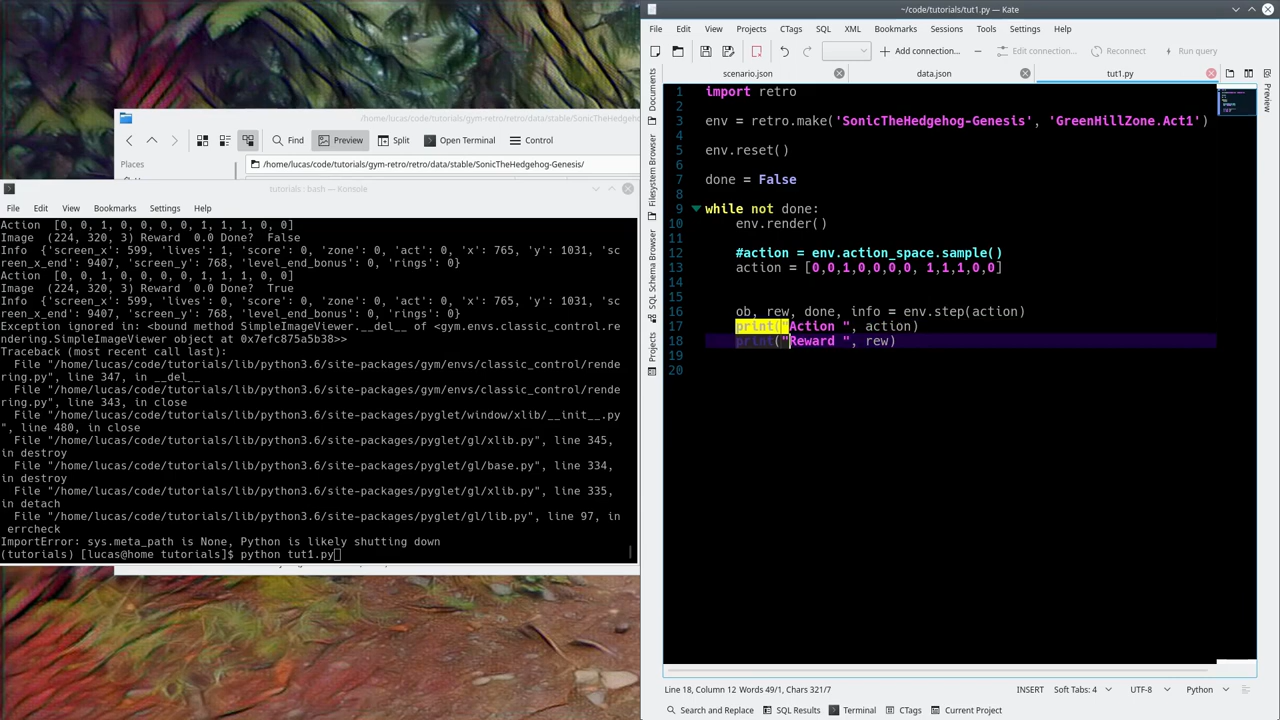 ~/code/tutorials/tut1.py — Kate
File Edit View Projects CTags SQL XML Bookmarks Sessions Tools Settings Help
Add connection... Edit connection... Reconnect Run query
scenario.json data.json tut1.py
Documents
Filesystem Browser
SQL Schema Browser
Projects
Preview
1 import retro
2
3 env = retro.make('SonicTheHedgehog-Genesis', 'GreenHillZone.Act1')
4
5 env.reset()
6
7 done = False
8
9 while not done:
10 env.render()
11
12 #action = env.action_space.sample()
13 action = [0,0,1,0,0,0,0, 1,1,1,0,0]
14
15
16 ob, rew, done, info = env.step(action)
17 print("Action ", action)
18 print("Reward ", rew)
19
20
Line 18, Column 12 Words 49/1, Chars 321/7 INSERT Soft Tabs: 4 UTF-8 Python
Search and Replace SQL Results Terminal CTags Current Project
/home/lucas/code/tutorials/gym-retro/retro/data/stable/SonicTheHedgeho
Find Preview Split Open Terminal Control
Places
/home/lucas/code/tutorials/gym-retro/retro/data/stable/SonicTheHedgehog-Genesis/
tutorials : bash — Konsole
File Edit View Bookmarks Settings Help
Action [0, 0, 1, 0, 0, 0, 0, 1, 1, 1, 0, 0]
Image (224, 320, 3) Reward 0.0 Done? False
Info {'screen_x': 599, 'lives': 1, 'score': 0, 'zone': 0, 'act': 0, 'x': 765, 'y': 1031, 'sc
reen_x_end': 9407, 'screen_y': 768, 'level_end_bonus': 0, 'rings': 0}
Action [0, 0, 1, 0, 0, 0, 0, 1, 1, 1, 0, 0]
Image (224, 320, 3) Reward 0.0 Done? True
Info {'screen_x': 599, 'lives': 0, 'score': 0, 'zone': 0, 'act': 0, 'x': 765, 'y': 1031, 'sc
reen_x_end': 9407, 'screen_y': 768, 'level_end_bonus': 0, 'rings': 0}
Exception ignored in: <bound method SimpleImageViewer.__del__ of <gym.envs.classic_control.re
ndering.SimpleImageViewer object at 0x7efc875a5b38>>
Traceback (most recent call last):
File "/home/lucas/code/tutorials/lib/python3.6/site-packages/gym/envs/classic_control/rende
ring.py", line 347, in __del__
File "/home/lucas/code/tutorials/lib/python3.6/site-packages/gym/envs/classic_control/rende
ring.py", line 343, in close
File "/home/lucas/code/tutorials/lib/python3.6/site-packages/pyglet/window/xlib/__init__.py
", line 480, in close
File "/home/lucas/code/tutorials/lib/python3.6/site-packages/pyglet/gl/xlib.py", line 345,
in destroy
File "/home/lucas/code/tutorials/lib/python3.6/site-packages/pyglet/gl/base.py", line 334,
in destroy
File "/home/lucas/code/tutorials/lib/python3.6/site-packages/pyglet/gl/xlib.py", line 335,
in detach
File "/home/lucas/code/tutorials/lib/python3.6/site-packages/pyglet/gl/lib.py", line 97, in
errcheck
ImportError: sys.meta_path is None, Python is likely shutting down
(tutorials) [lucas@home tutorials]$ python tut1.py